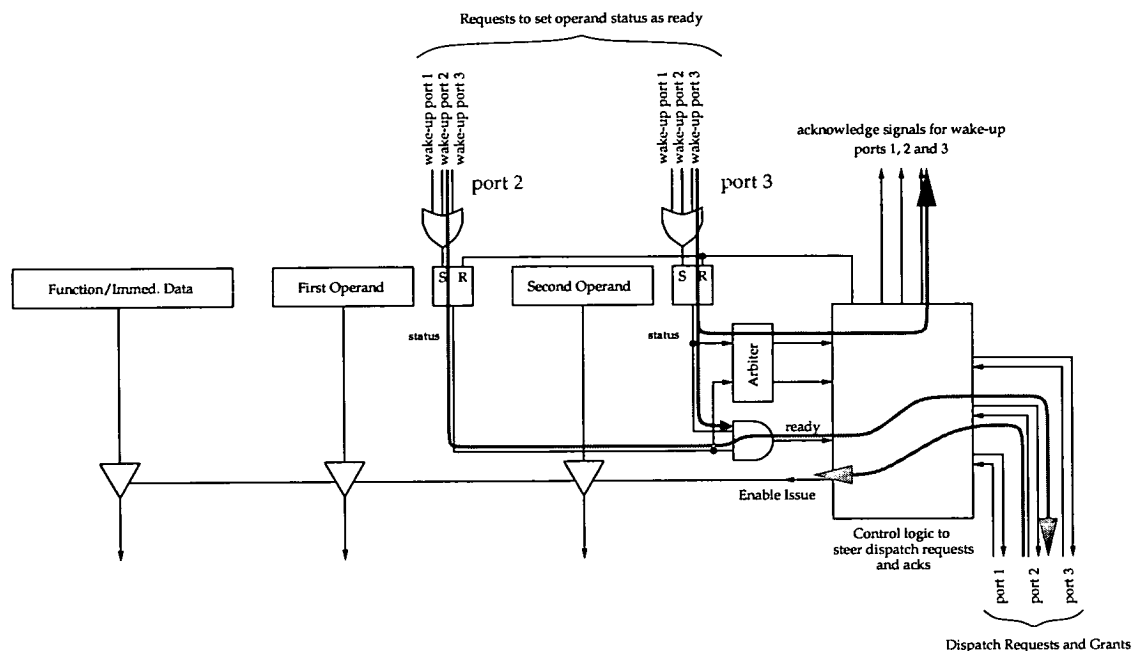 Requests to set operand status as ready
wake-up port 1
wake-up port 2
wake-up port 3
wake-up port 1
wake-up port 2
wake-up port 3
acknowledge signals for wake-up
ports 1, 2 and 3
port 2
port 3
S R
S R
Function/Immed. Data
First Operand
Second Operand
status
status
Arbiter
ready
Enable Issue
Control logic to
steer dispatch requests
and acks
port 1
port 2
port 3
Dispatch Requests and Grants